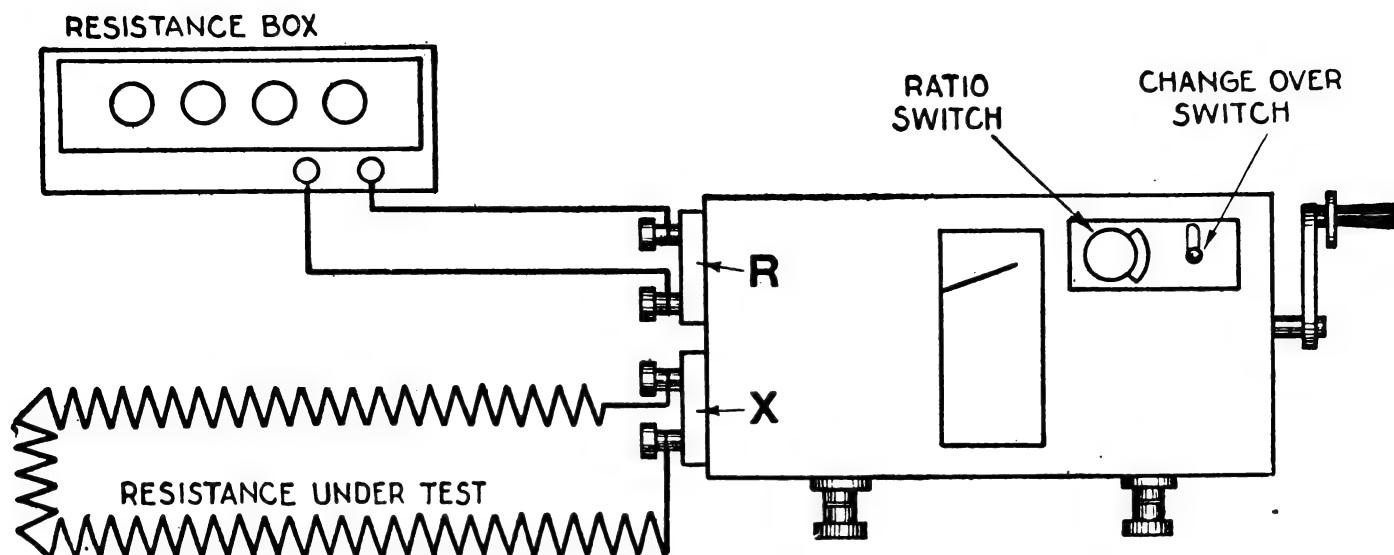 RESISTANCE BOX
RATIO
SWITCH
CHANGE OVER
SWITCH
R
X
RESISTANCE UNDER TEST